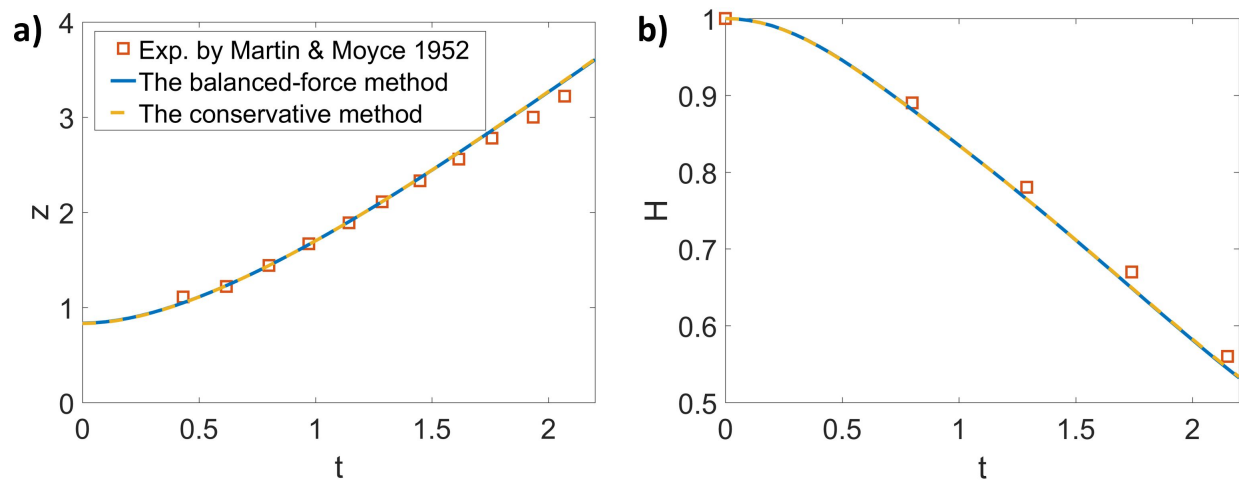 a)
4
3
2
1
0
Z
Exp. by Martin & Moyce 1952
The balanced-force method
The conservative method
0 0.5 1 1.5 2
t
b)
1
0.9
0.8
0.7
0.6
0.5
H
0 0.5 1 1.5 2
t